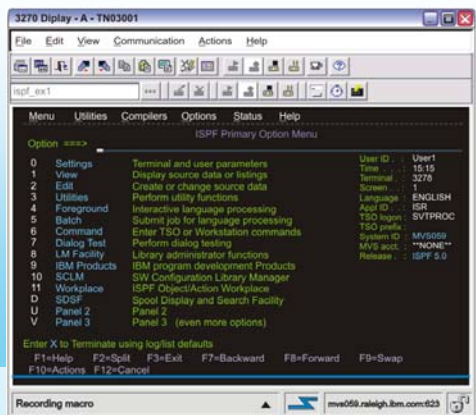 3270 Diplay - A - TN03001
File Edit View Communication Actions Help
ispf_ex1
Menu Utilities Compilers Options Status Help
ISPF Primary Option Menu
Option ===>
0 Settings Terminal and user parameters User ID . : User1
1 View Display source data or listings Time . . . : 15:15
2 Edit Create or change source data Terminal . : 3278
3 Utilities Perform utility functions Screen . . : 1
4 Foreground Interactive language processing Language : ENGLISH
5 Batch Submit job for language processing Appl ID . : ISR
6 Command Enter TSO or Workstation commands TSO logon : SVTPROC
7 Dialog Test Perform dialog testing TSO prefix :
8 LM Facility Library administrator functions System ID : MVS059
9 IBM Products IBM program development Products MVS acct. : **NONE**
10 SCLM SW Configuration Library Manager Release . : ISPF 5.0
11 Workplace ISPF Object/Action Workplace
D SDSF Spool Display and Search Facility
U Panel 2 Panel 2
V Panel 3 Panel 3 (even more options)
Enter X to Terminate using log/list defaults
F1=Help F2=Split F3=Exit F7=Backward F8=Forward F9=Swap
F10=Actions F12=Cancel
Recording macro mvs059.raleigh.ibm.com:623